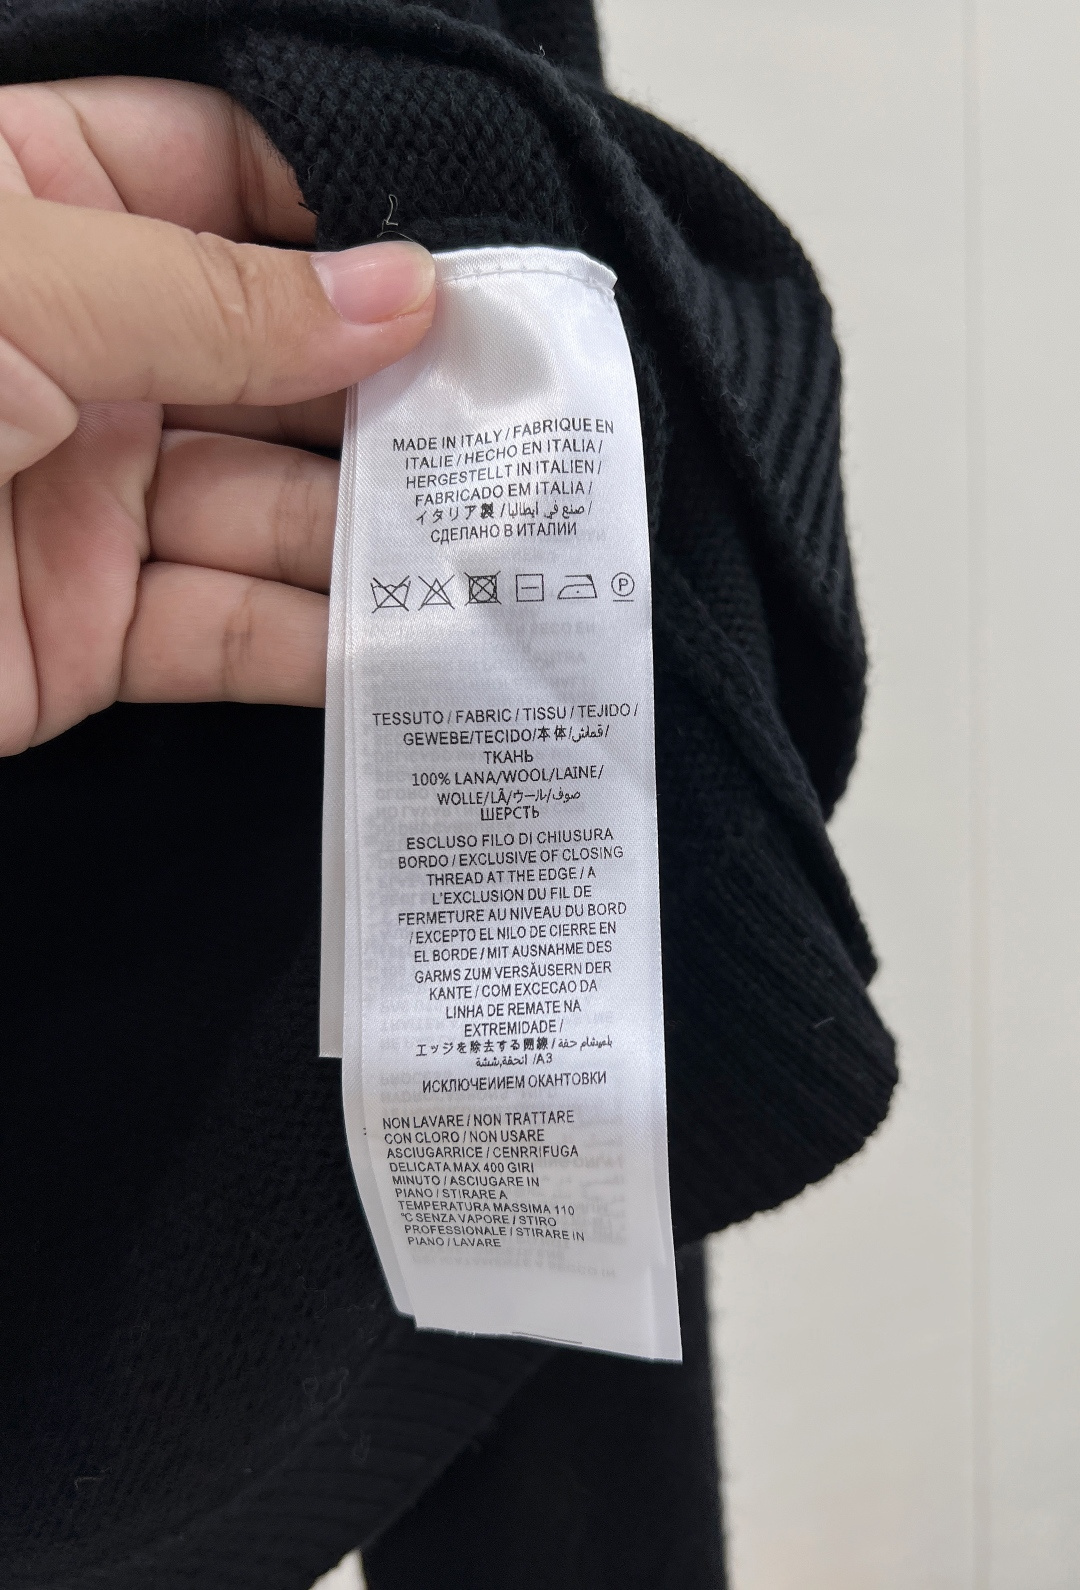 MADE IN ITALY / FABRIQUE EN
ITALIE / HECHO EN ITALIA /
HERGESTELLT IN ITALIEN /
FABRICADO EM ITALIA /
イタリア製 / صنع في ايطاليا /
СДЕЛАНО В ИТАЛИИ
P
TESSUTO / FABRIC / TISSU / TEJIDO /
GEWEBE/TECIDO/本体/قماش/
ТКАНЬ
100% LANA/WOOL/LAINE/
WOLLE/LÃ/ウール/صوف
ШЕРСТЬ
ESCLUSO FILO DI CHIUSURA
BORDO / EXCLUSIVE OF CLOSING
THREAD AT THE EDGE / A
L'EXCLUSION DU FIL DE
FERMETURE AU NIVEAU DU BORD
/ EXCEPTO EL NILO DE CIERRE EN
EL BORDE / MIT AUSNAHME DES
GARMS ZUM VERSÄUSERN DER
KANTE / COM EXCECAO DA
LINHA DE REMATE NA
EXTREMIDADE /
エッジを除去する閉線 / حفة
/A3
ИСКЛЮЧЕИИЕМ ОКАНТОВКИ
NON LAVARE / NON TRATTARE
CON CLORO / NON USARE
ASCIUGARRICE / CENRRIFUGA
DELICATA MAX 400 GIRI
MINUTO / ASCIUGARE IN
PIANO / STIRARE A
TEMPERATURA MASSIMA 110
°C SENZA VAPORE / STIRO
PROFESSIONALE / STIRARE IN
PIANO / LAVARE